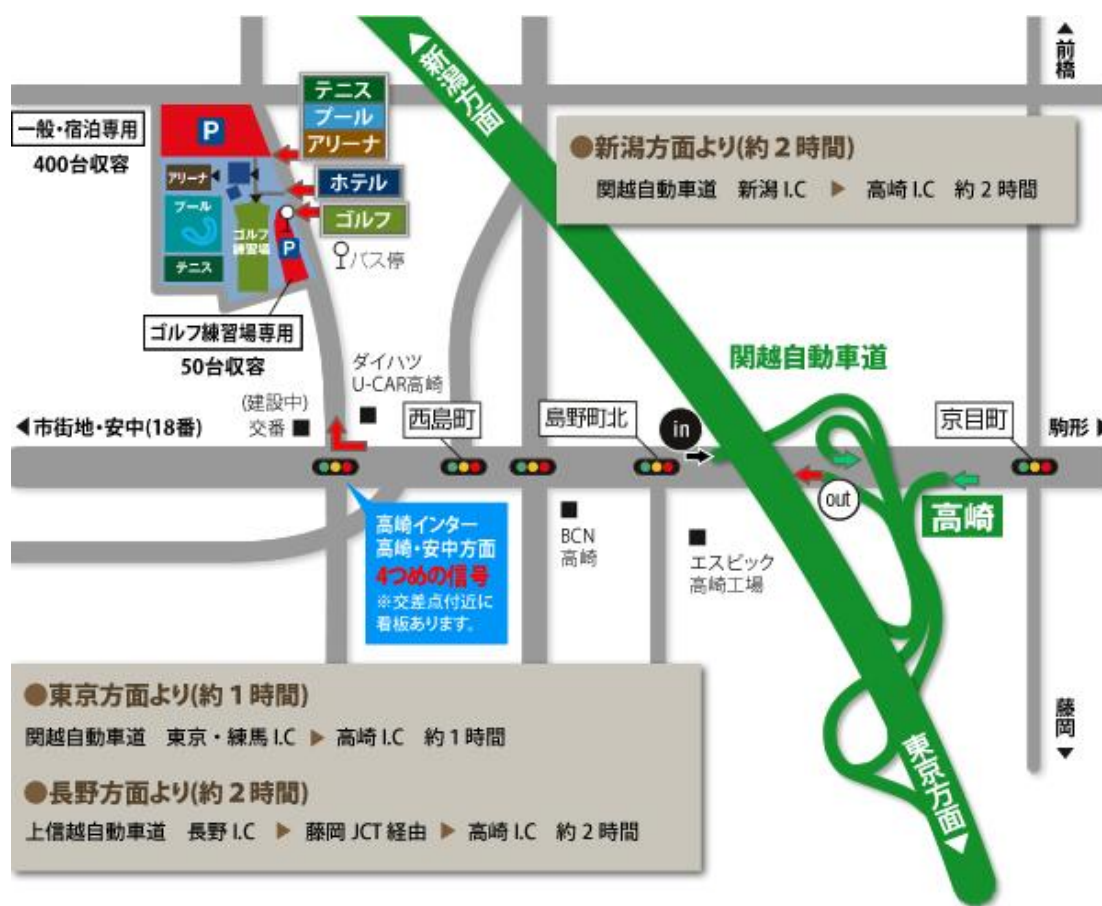 ▲前橋
新潟方面
テニス
プール
アリーナ
ホテル
ゴルフ
バス停
一般・宿泊専用
400台収容
P
アリーナ
プール
テニス
ゴルフ
練習場
P
ゴルフ練習場専用
50台収容
●新潟方面より(約2時間)
関越自動車道 新潟I.C ▶ 高崎I.C 約2時間
関越自動車道
ダイハツ
U-CAR高崎
(建設中)
交番
◀市街地・安中(18番)
西島町
島野町北
in
京目町
駒形▶
out
高崎
高崎インター
高崎・安中方面
4つめの信号
※交差点付近に
看板あります。
BCN
高崎
エスビック
高崎工場
●東京方面より(約1時間)
関越自動車道 東京・練馬I.C ▶ 高崎I.C 約1時間
●長野方面より(約2時間)
上信越自動車道 長野I.C ▶ 藤岡JCT経由 ▶ 高崎I.C 約2時間
東京方面
藤岡▼